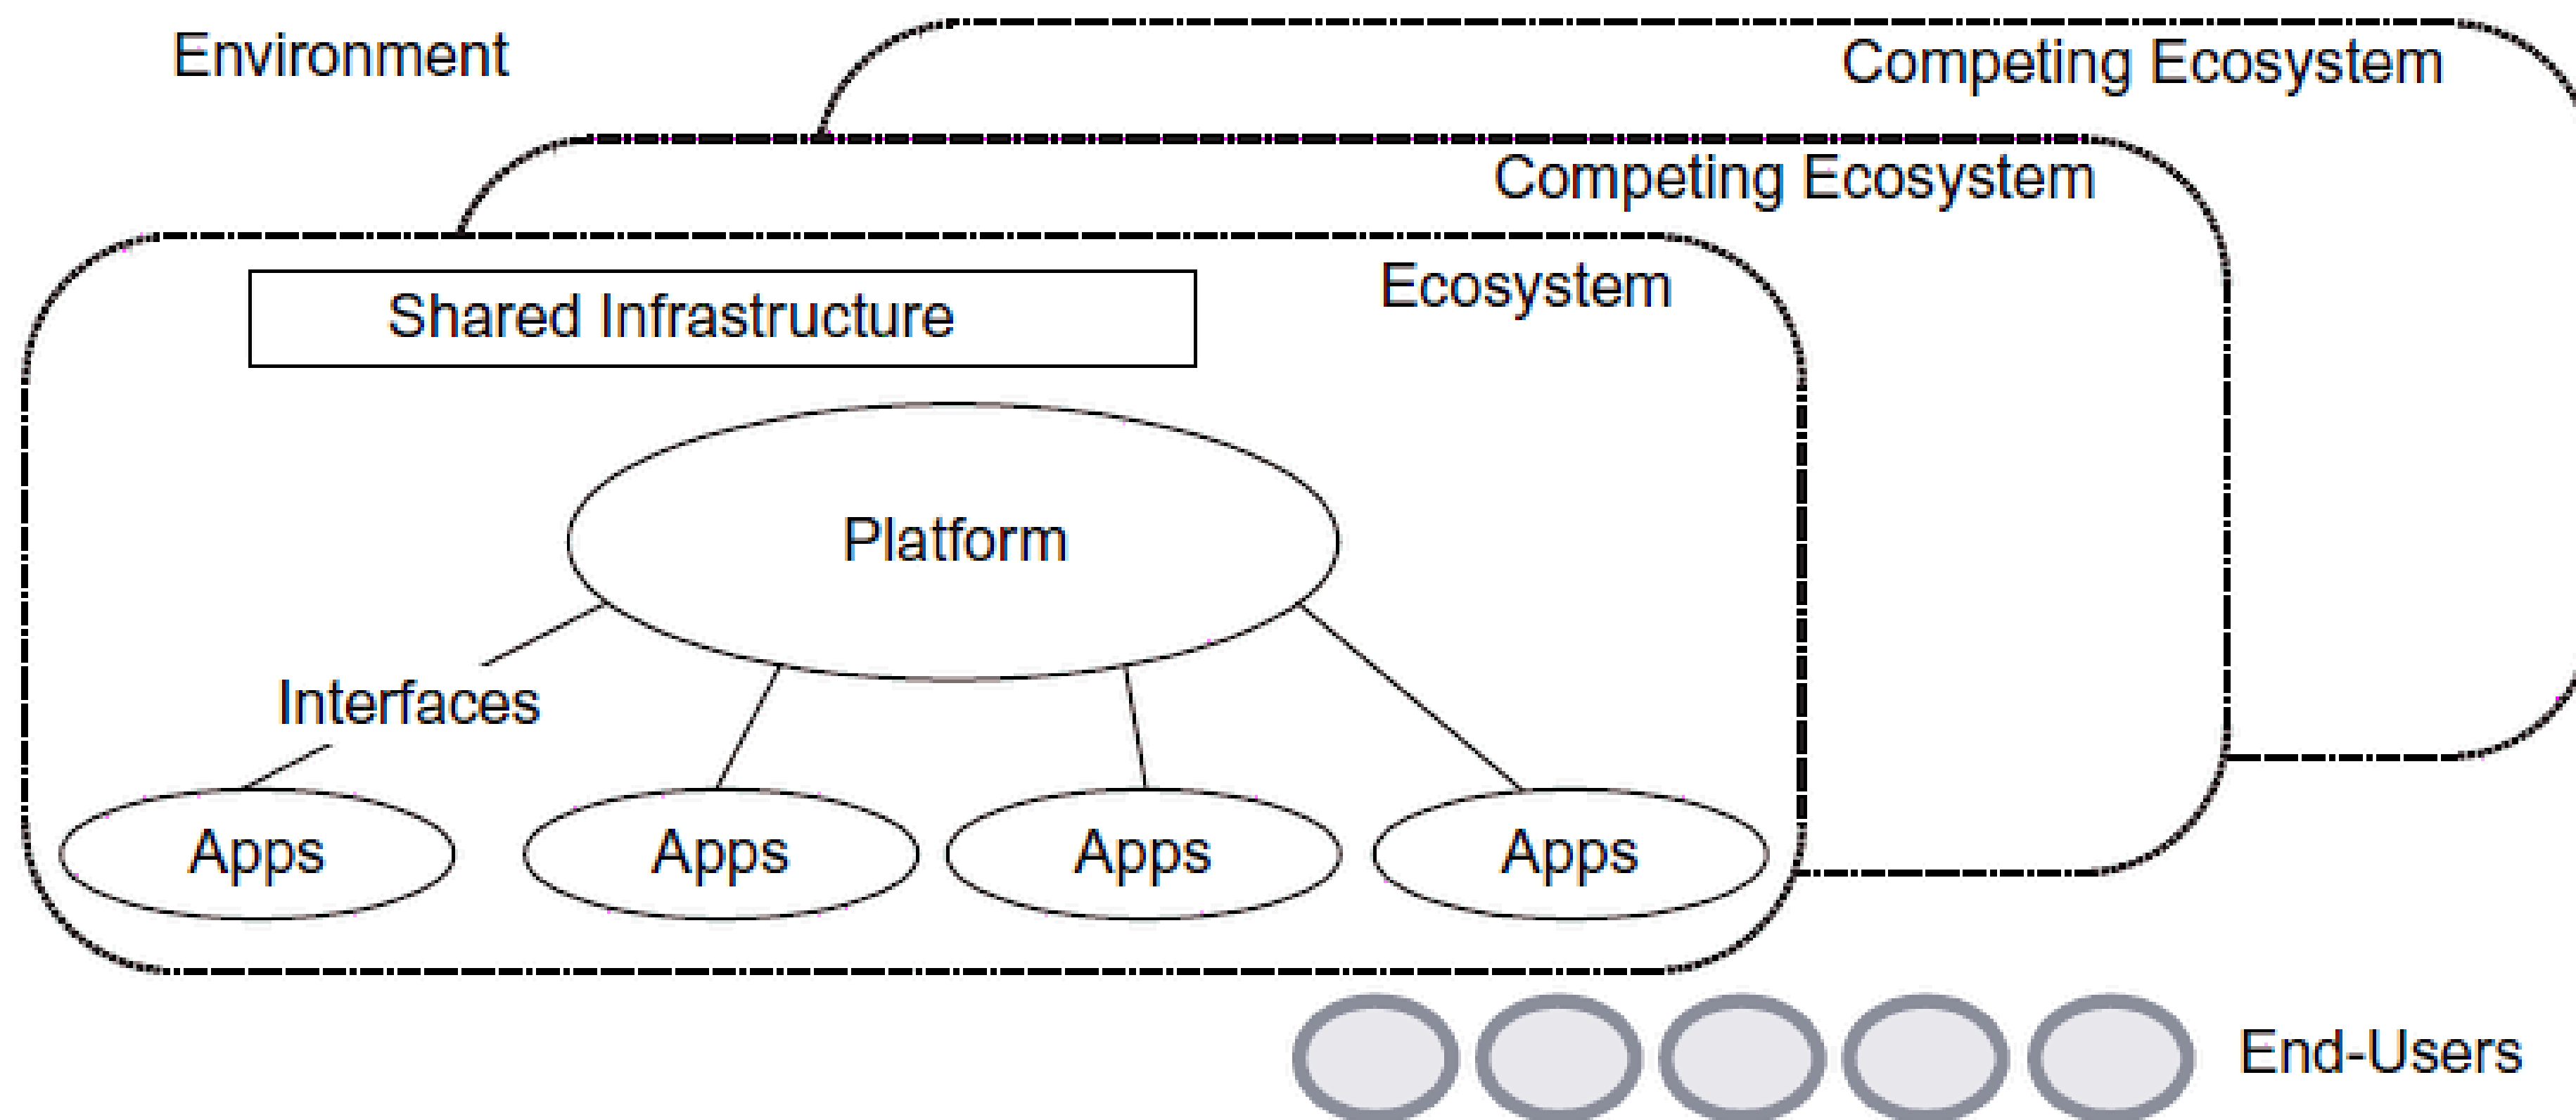 Environment
Competing Ecosystem
Competing Ecosystem
Ecosystem
Shared Infrastructure
Platform
Interfaces
Apps
Apps
Apps
Apps
End-Users